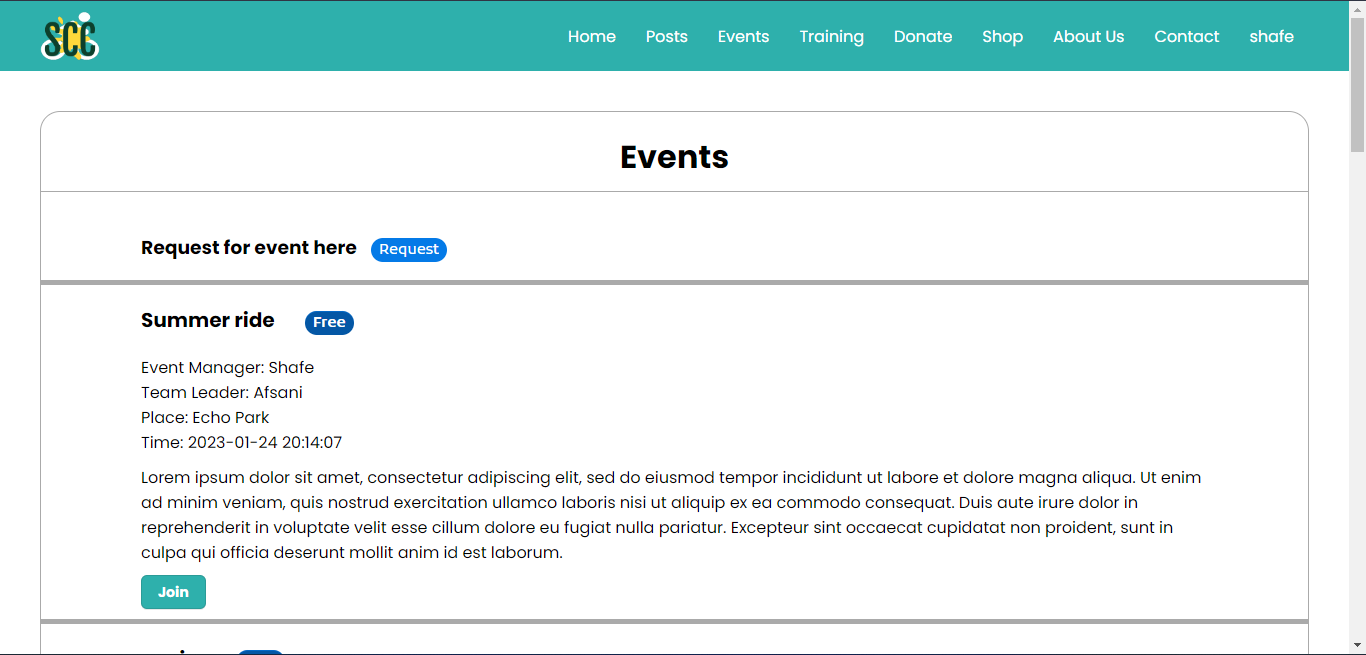 SCC
Home Posts Events Training Donate Shop About Us Contact shafe
Events
Request for event here Request
Summer ride Free
Event Manager: Shafe
Team Leader: Afsani
Place: Echo Park
Time: 2023-01-24 20:14:07
Lorem ipsum dolor sit amet, consectetur adipiscing elit, sed do eiusmod tempor incididunt ut labore et dolore magna aliqua. Ut enim
ad minim veniam, quis nostrud exercitation ullamco laboris nisi ut aliquip ex ea commodo consequat. Duis aute irure dolor in
reprehenderit in voluptate velit esse cillum dolore eu fugiat nulla pariatur. Excepteur sint occaecat cupidatat non proident, sunt in
culpa qui officia deserunt mollit anim id est laborum.
Join